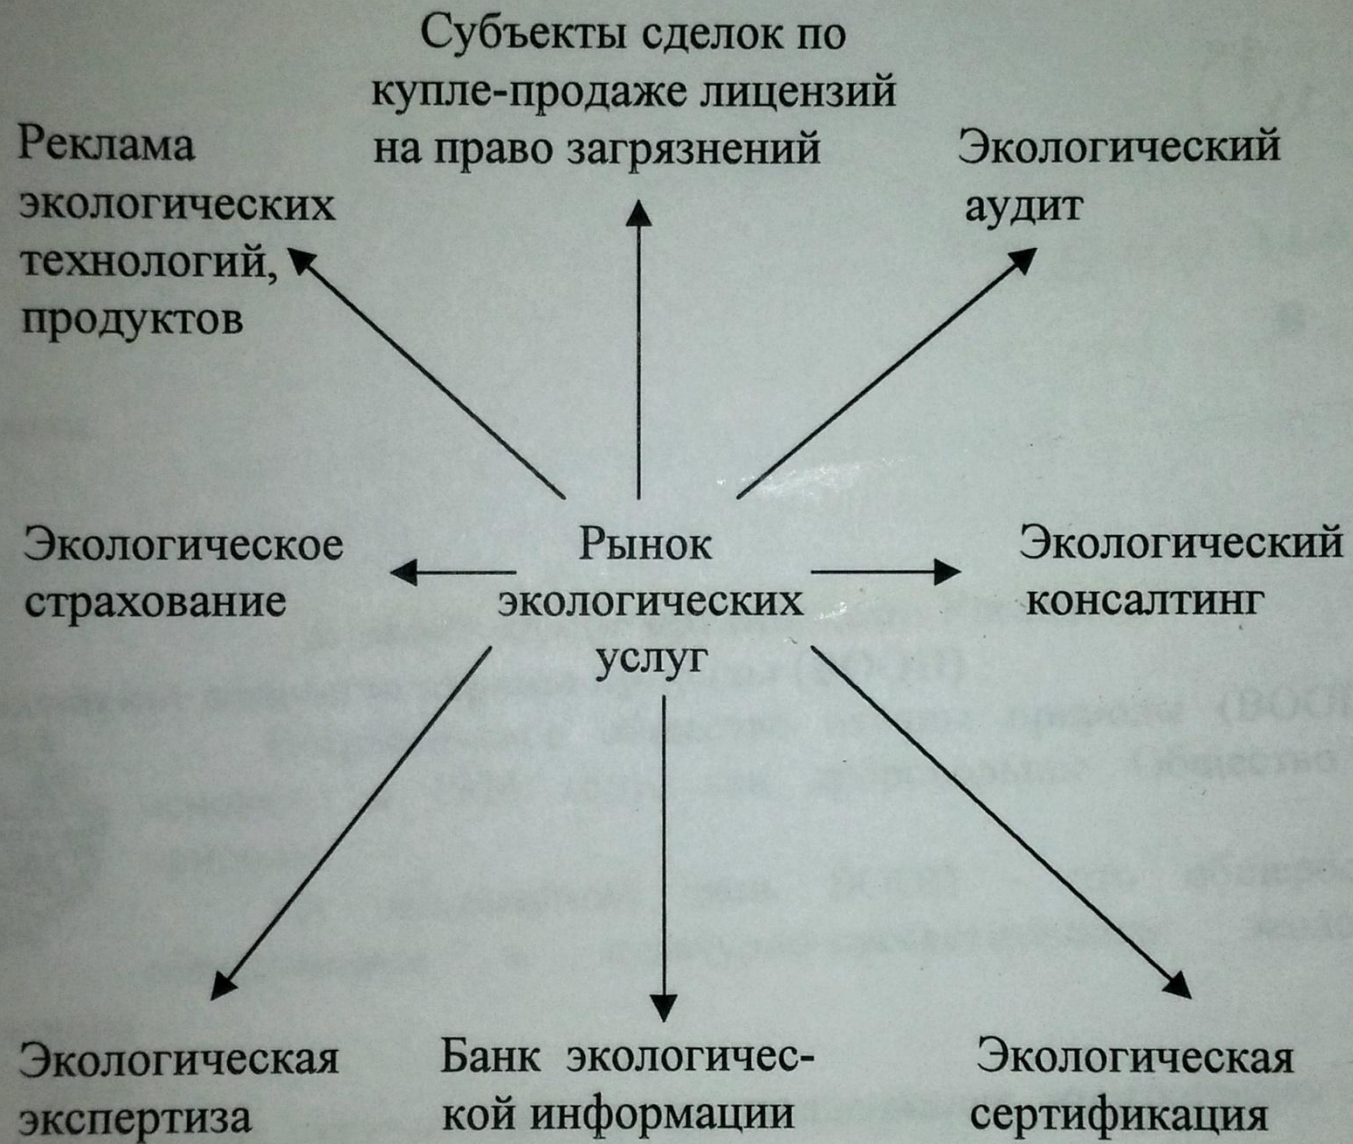 Субъекты сделок по
купле-продаже лицензий
на право загрязнений
Реклама
экологических
технологий,
продуктов
Экологический
аудит
Экологическое
страхование
Рынок
экологических
услуг
Экологический
консалтинг
Экологическая
экспертиза
Банк экологичес-
кой информации
Экологическая
сертификация